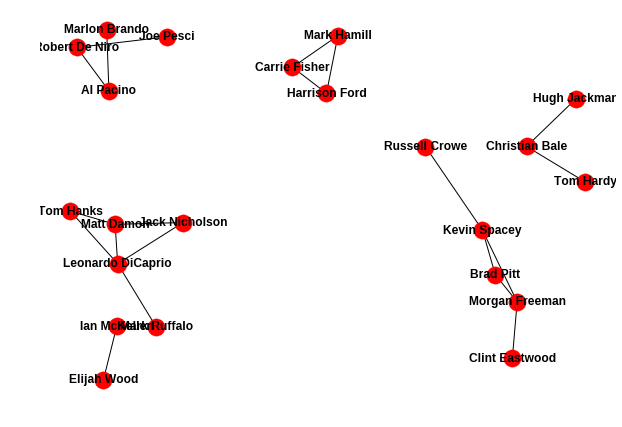 Marlon Brando
Joe Pesci
Robert De Niro
Al Pacino
Mark Hamill
Carrie Fisher
Harrison Ford
Hugh Jackman
Christian Bale
Tom Hardy
Russell Crowe
Kevin Spacey
Brad Pitt
Morgan Freeman
Clint Eastwood
Tom Hanks
Matt Damon
Jack Nicholson
Leonardo DiCaprio
Ian McKellen
Mark Ruffalo
Elijah Wood